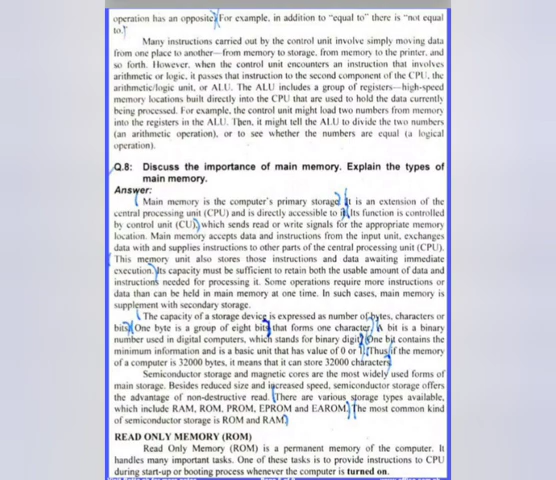 operation has an opposite. For example, in addition to "equal to" there is "not equal
to."
Many instructions carried out by the control unit involve simply moving data
from one place to another—from memory to storage, from memory to the printer, and
so forth. However, when the control unit encounters an instruction that involves
arithmetic or logic, it passes that instruction to the second component of the CPU, the
arithmetic/logic unit, or ALU. The ALU includes a group of registers—high-speed
memory locations built directly into the CPU that are used to hold the data currently
being processed. For example, the control unit might load two numbers from memory
into the registers in the ALU. Then, it might tell the ALU to divide the two numbers
(an arithmetic operation), or to see whether the numbers are equal (a logical
operation).
Q.8: Discuss the importance of main memory. Explain the types of
main memory.
Answer:
Main memory is the computer's primary storage. It is an extension of the
central processing unit (CPU) and is directly accessible to it. Its function is controlled
by control unit (CU), which sends read or write signals for the appropriate memory
location. Main memory accepts data and instructions from the input unit, exchanges
data with and supplies instructions to other parts of the central processing unit (CPU).
This memory unit also stores those instructions and data awaiting immediate
execution. Its capacity must be sufficient to retain both the usable amount of data and
instructions needed for processing it. Some operations require more instructions or
data than can be held in main memory at one time. In such cases, main memory is
supplement with secondary storage.
The capacity of a storage device is expressed as number of bytes, characters or
bits. One byte is a group of eight bits that forms one character. A bit is a binary
number used in digital computers, which stands for binary digit. One bit contains the
minimum information and is a basic unit that has value of 0 or 1. Thus if the memory
of a computer is 32000 bytes, it means that it can store 32000 characters.
Semiconductor storage and magnetic cores are the most widely used forms of
main storage. Besides reduced size and increased speed, semiconductor storage offers
the advantage of non-destructive read. There are various storage types available,
which include RAM, ROM, PROM, EPROM and EAROM. The most common kind
of semiconductor storage is ROM and RAM.
READ ONLY MEMORY (ROM)
Read Only Memory (ROM) is a permanent memory of the computer. It
handles many important tasks. One of these tasks is to provide instructions to CPU
during start-up or booting process whenever the computer is turned on.